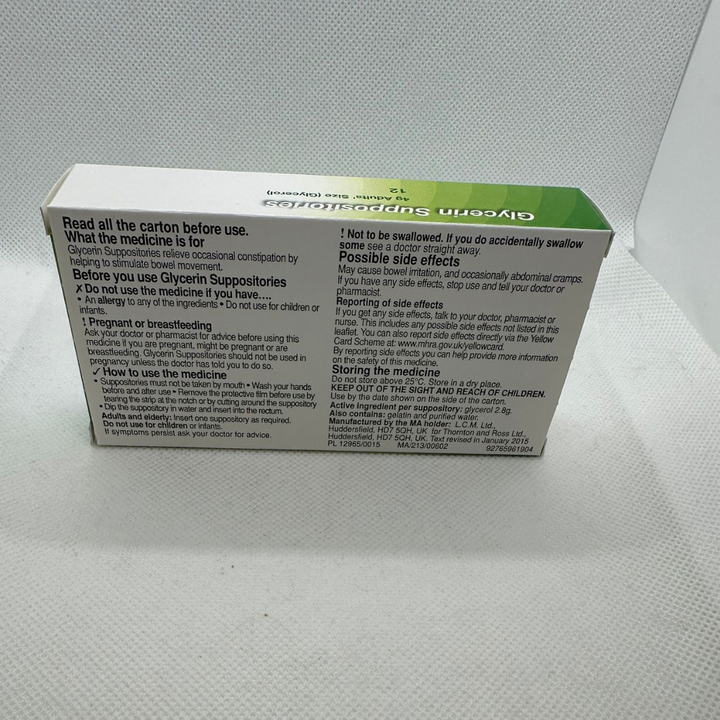 Glycerin Suppositories
4g Adults' Size (Glycerol)
12
Read all the carton before use.
What the medicine is for
Glycerin Suppositories relieve occasional constipation by
helping to stimulate bowel movement.
Before you use Glycerin Suppositories
✗ Do not use the medicine if you have....
• An allergy to any of the ingredients • Do not use for children or
infants.
! Pregnant or breastfeeding
Ask your doctor or pharmacist for advice before using this
medicine if you are pregnant, might be pregnant or are
breastfeeding. Glycerin Suppositories should not be used in
pregnancy unless the doctor has told you to do so.
✓ How to use the medicine
• Suppositories must not be taken by mouth • Wash your hands
before and after use • Remove the protective film before use by
tearing the strip at the notch or by cutting around the suppository
• Dip the suppository in water and insert into the rectum.
Adults and elderly: Insert one suppository as required.
Do not use for children or infants.
If symptoms persist ask your doctor for advice.
! Not to be swallowed. If you do accidentally swallow
some see a doctor straight away.
Possible side effects
May cause bowel irritation, and occasionally abdominal cramps.
If you have any side effects, stop use and tell your doctor or
pharmacist.
Reporting of side effects
If you get any side effects, talk to your doctor, pharmacist or
nurse. This includes any possible side effects not listed in this
leaflet. You can also report side effects directly via the Yellow
Card Scheme at: www.mhra.gov.uk/yellowcard.
By reporting side effects you can help provide more information
on the safety of this medicine.
Storing the medicine
Do not store above 25°C. Store in a dry place.
KEEP OUT OF THE SIGHT AND REACH OF CHILDREN.
Use by the date shown on the side of the carton.
Active ingredient per suppository: glycerol 2.8g.
Also contains: gelatin and purified water.
Manufactured by the MA holder: L.C.M. Ltd.,
Huddersfield, HD7 5QH, UK for Thornton and Ross Ltd.,
Huddersfield, HD7 5QH, UK. Text revised in January 2015
PL 12965/0015 MA/213/00602 92765961904